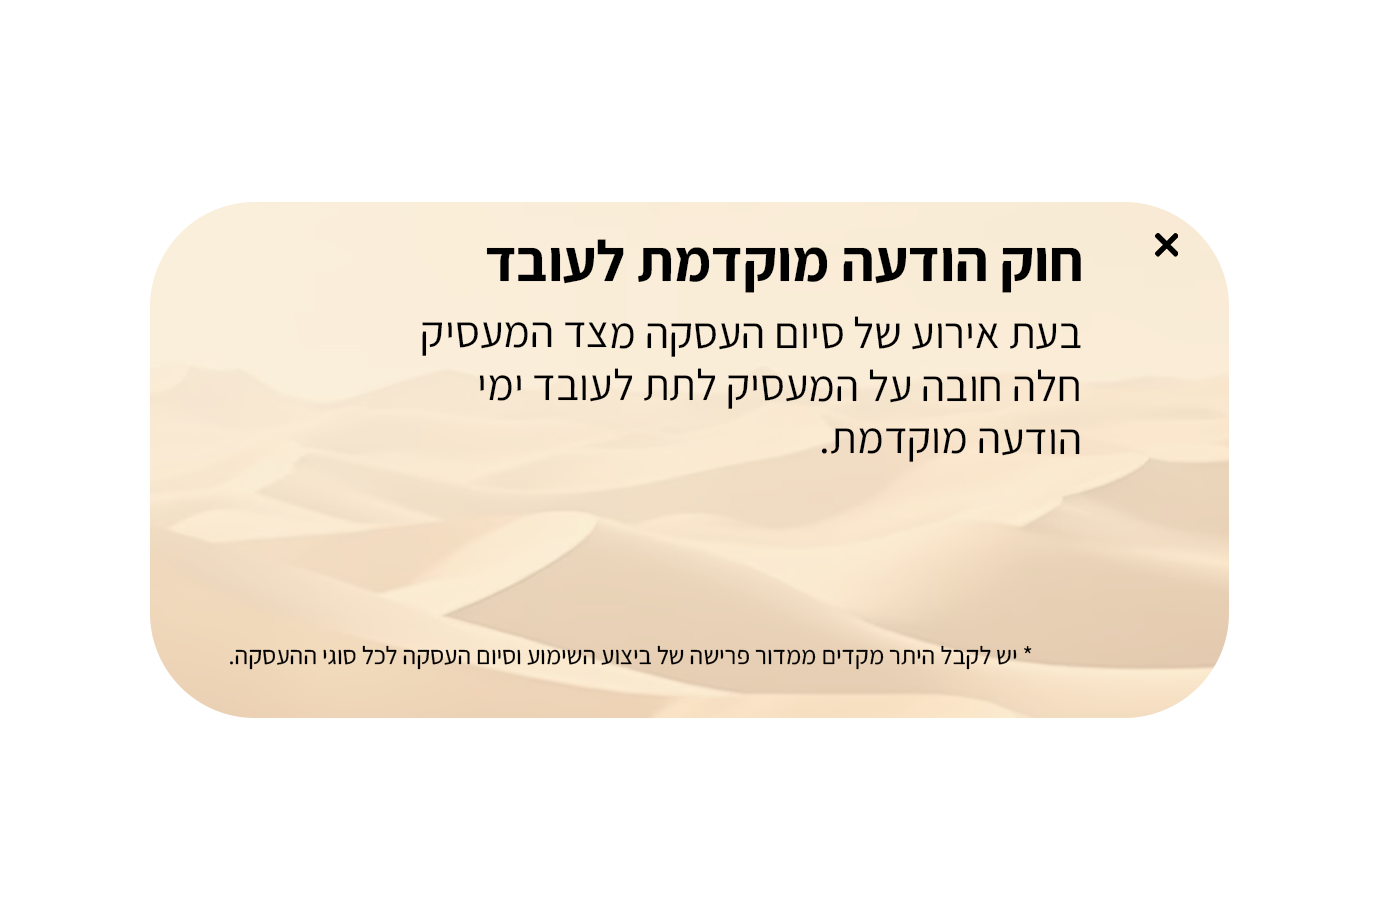 חוק הודעה מוקדמת לעובד
בעת אירוע של סיום העסקה מצד המעסיק
חלה חובה על המעסיק לתת לעובד ימי
הודעה מוקדמת.
* יש לקבל היתר מקדים ממדור פרישה של ביצוע השימוע וסיום העסקה לכל סוגי ההעסקה.